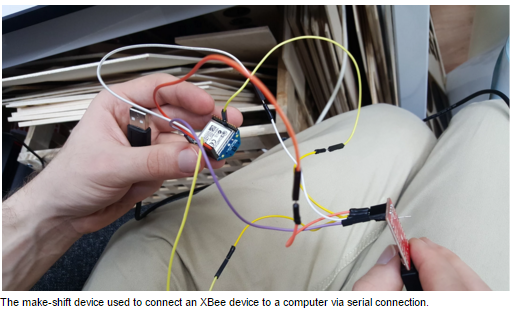 The make-shift device used to connect an XBee device to a computer via serial connection.